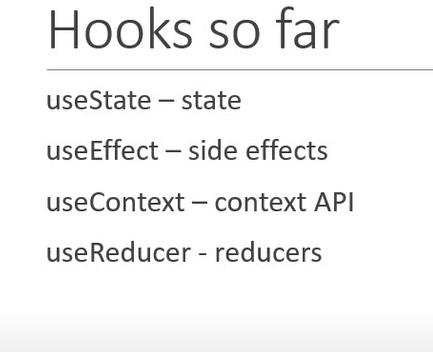 Hooks so far
useState – state
useEffect – side effects
useContext – context API
useReducer - reducers